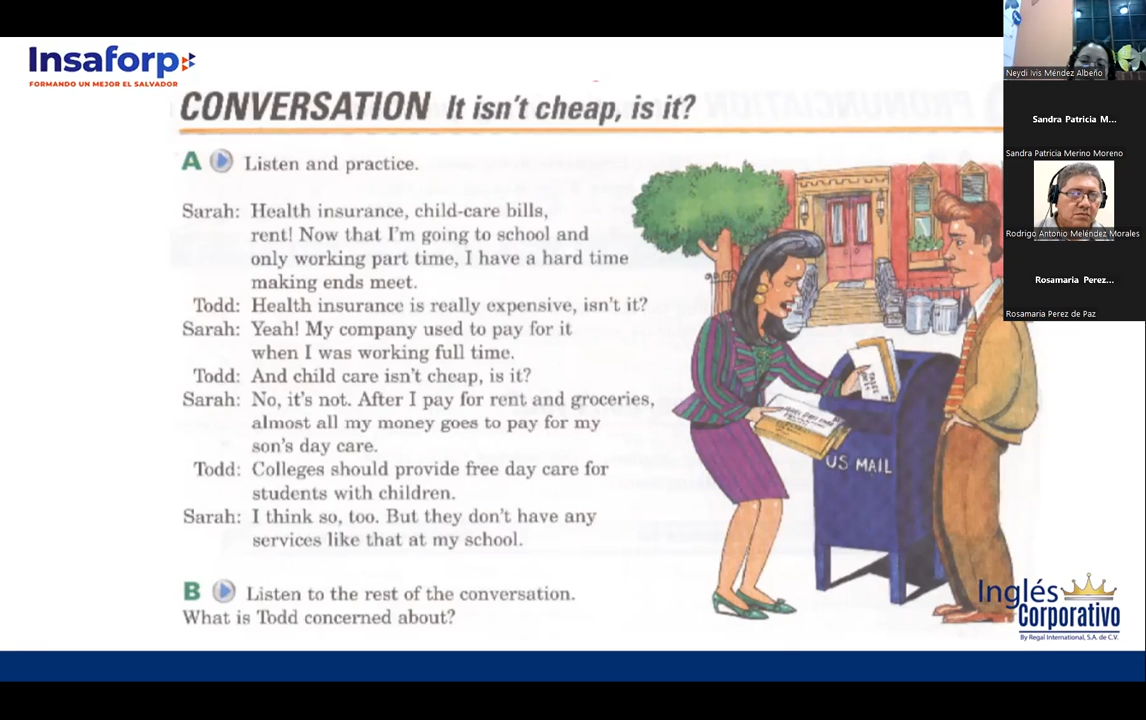 Insaforp
FORMANDO UN MEJOR EL SALVADOR
CONVERSATION It isn't cheap, is it?
A Listen and practice.
Sarah: Health insurance, child-care bills,
rent! Now that I'm going to school and
only working part time, I have a hard time
making ends meet.
Todd: Health insurance is really expensive, isn't it?
Sarah: Yeah! My company used to pay for it
when I was working full time.
Todd: And child care isn't cheap, is it?
Sarah: No, it's not. After I pay for rent and groceries,
almost all my money goes to pay for my
son's day care.
Todd: Colleges should provide free day care for
students with children.
Sarah: I think so, too. But they don't have any
services like that at my school.
B Listen to the rest of the conversation.
What is Todd concerned about?
US MAIL
Inglés
Corporativo
By Regal International, S.A. de C.V.
Neydi Ivis Méndez Albeño
Sandra Patricia M...
Sandra Patricia Merino Moreno
Rodrigo Antonio Meléndez Morales
Rosamaria Perez...
Rosamaria Perez de Paz